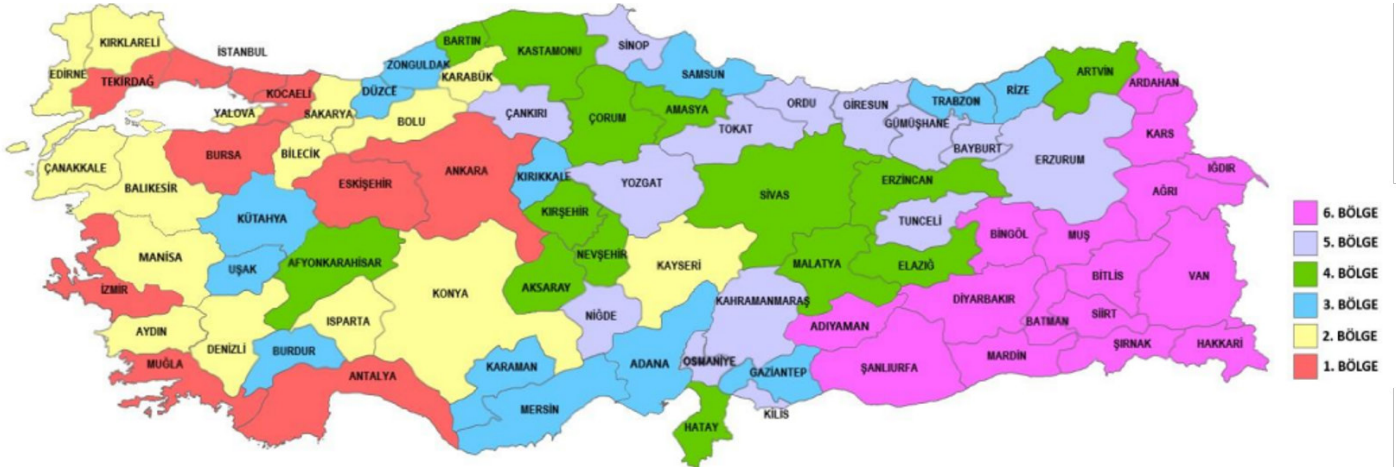 KIRKLARELİ
İSTANBUL
EDİRNE
TEKİRDAĞ
KOCAELİ
YALOVA
SAKARYA
DÜZCE
ZONGULDAK
BARTIN
KARABÜK
KASTAMONU
SİNOP
SAMSUN
BOLU
ÇANKIRI
ÇORUM
AMASYA
TOKAT
ORDU
GİRESUN
GÜMÜŞHANE
TRABZON
RİZE
BAYBURT
ARTVİN
ARDAHAN
KARS
IĞDIR
ERZURUM
AĞRI
ÇANAKKALE
BALIKESİR
BURSA
BİLECİK
ESKİŞEHİR
ANKARA
KIRIKKALE
YOZGAT
SİVAS
ERZİNCAN
TUNCELİ
BİNGÖL
MUŞ
KÜTAHYA
KIRŞEHİR
NEVŞEHİR
KAYSERİ
MALATYA
ELAZIĞ
BİTLİS
VAN
MANİSA
UŞAK
AFYONKARAHİSAR
KONYA
AKSARAY
İZMİR
NİĞDE
KAHRAMANMARAŞ
ADIYAMAN
DİYARBAKIR
BATMAN
SİİRT
ŞIRNAK
HAKKARİ
AYDIN
DENİZLİ
ISPARTA
BURDUR
MUĞLA
ANTALYA
KARAMAN
MERSİN
ADANA
OSMANİYE
GAZİANTEP
KİLİS
HATAY
ŞANLIURFA
MARDİN
6. BÖLGE
5. BÖLGE
4. BÖLGE
3. BÖLGE
2. BÖLGE
1. BÖLGE